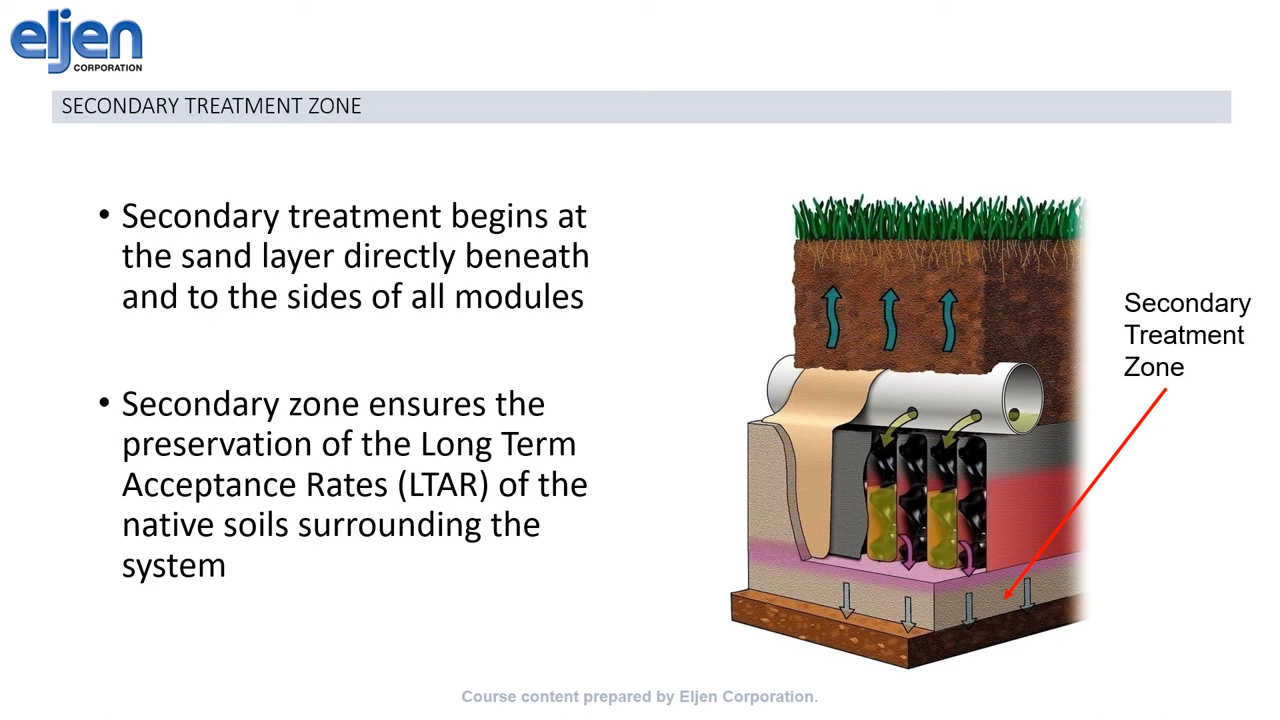 eljen
CORPORATION
SECONDARY TREATMENT ZONE
• Secondary treatment begins at
the sand layer directly beneath
and to the sides of all modules
• Secondary zone ensures the
preservation of the Long Term
Acceptance Rates (LTAR) of the
native soils surrounding the
system
Secondary
Treatment
Zone
Course content prepared by Eljen Corporation.